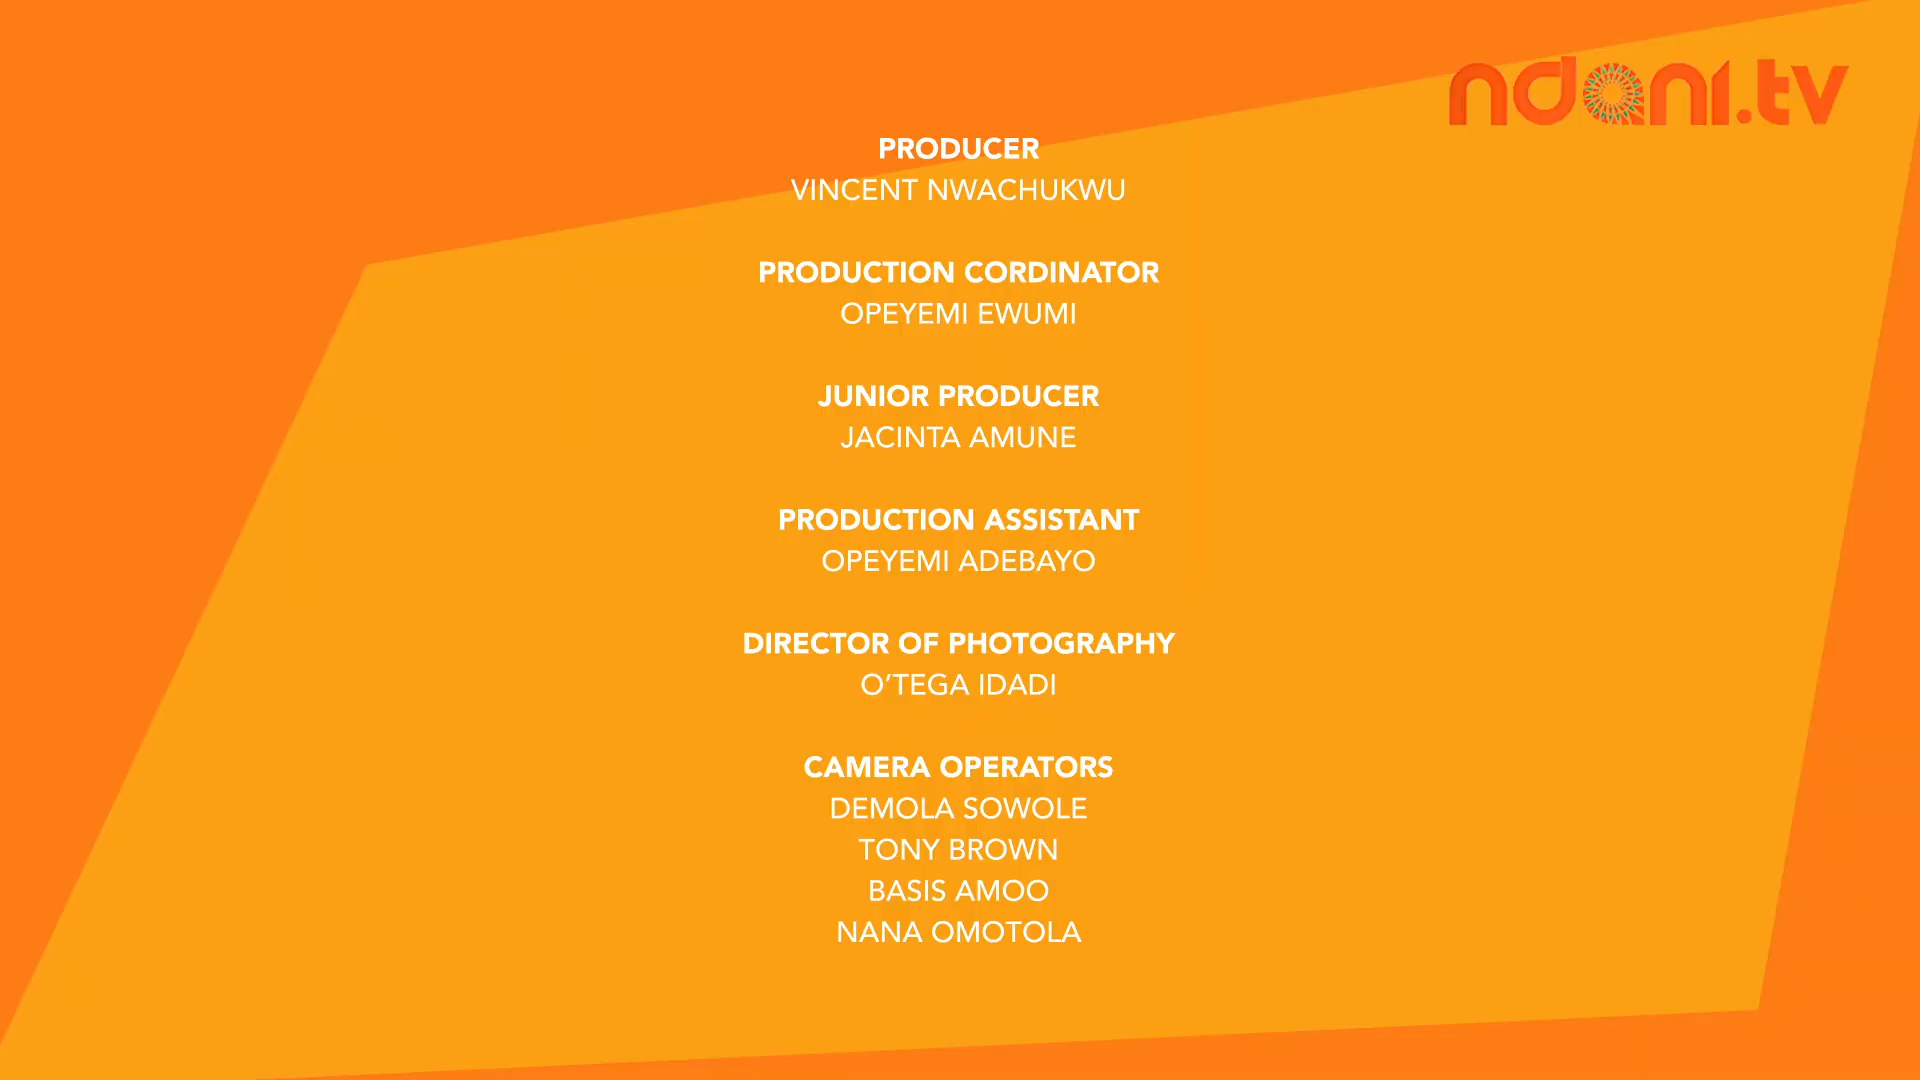 ndani.tv
PRODUCER
VINCENT NWACHUKWU
PRODUCTION CORDINATOR
OPEYEMI EWUMI
JUNIOR PRODUCER
JACINTA AMUNE
PRODUCTION ASSISTANT
OPEYEMI ADEBAYO
DIRECTOR OF PHOTOGRAPHY
O’TEGA IDADI
CAMERA OPERATORS
DEMOLA SOWOLE
TONY BROWN
BASIS AMOO
NANA OMOTOLA